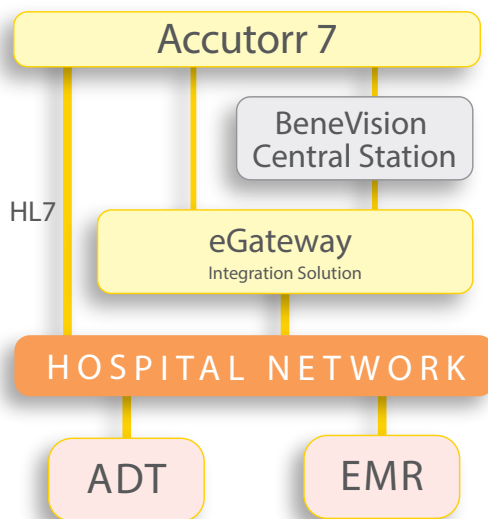 Accutorr 7
BeneVision
Central Station
HL7
eGateway
Integration Solution
HOSPITAL NETWORK
ADT
EMR